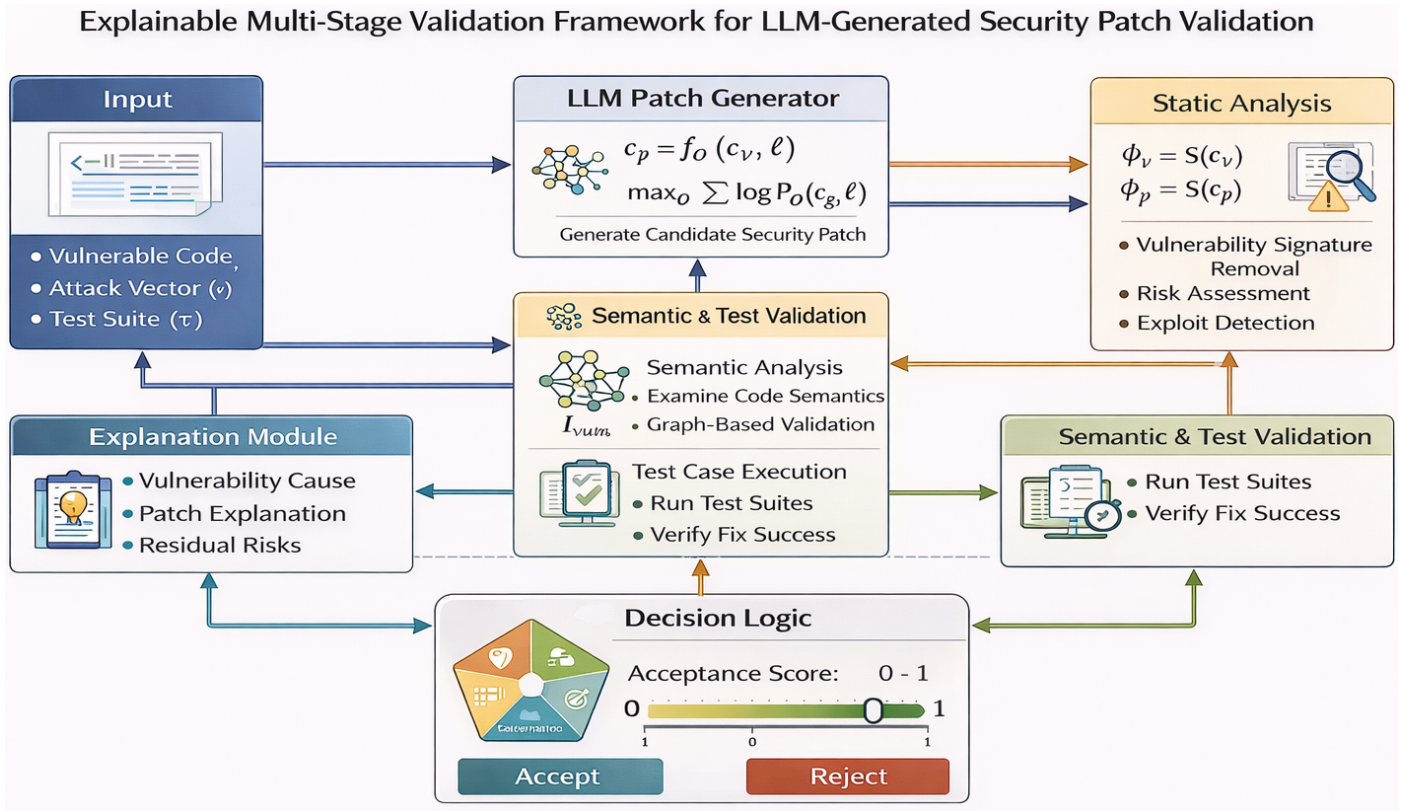 Explainable Multi-Stage Validation Framework for LLM-Generated Security Patch Validation
Input
• Vulnerable Code,
• Attack Vector (v)
• Test Suite (τ)
LLM Patch Generator
c_p = f_O (c_v, ℓ)
max_O ∑ log P_O(c_g, ℓ)
Generate Candidate Security Patch
Static Analysis
ϕ_v = S(c_v)
ϕ_p = S(c_p)
• Vulnerability Signature
Removal
• Risk Assessment
• Exploit Detection
Semantic & Test Validation
Semantic Analysis
• Examine Code Semantics
• Graph-Based Validation
I_vum
Test Case Execution
• Run Test Suites
• Verify Fix Success
Explanation Module
• Vulnerability Cause
• Patch Explanation
• Residual Risks
Semantic & Test Validation
• Run Test Suites
• Verify Fix Success
Decision Logic
Acceptance Score: 0 - 1
0 1
1 0 1
Accept
Reject